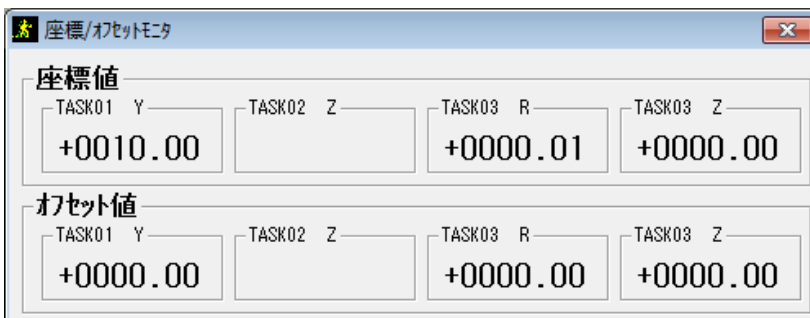 座標/ｵﾌｾｯﾄﾓﾆﾀ
座標値
TASK01 Y TASK02 Z TASK03 R TASK03 Z
+0010.00 +0000.01 +0000.00
ｵﾌｾｯﾄ値
TASK01 Y TASK02 Z TASK03 R TASK03 Z
+0000.00 +0000.00 +0000.00